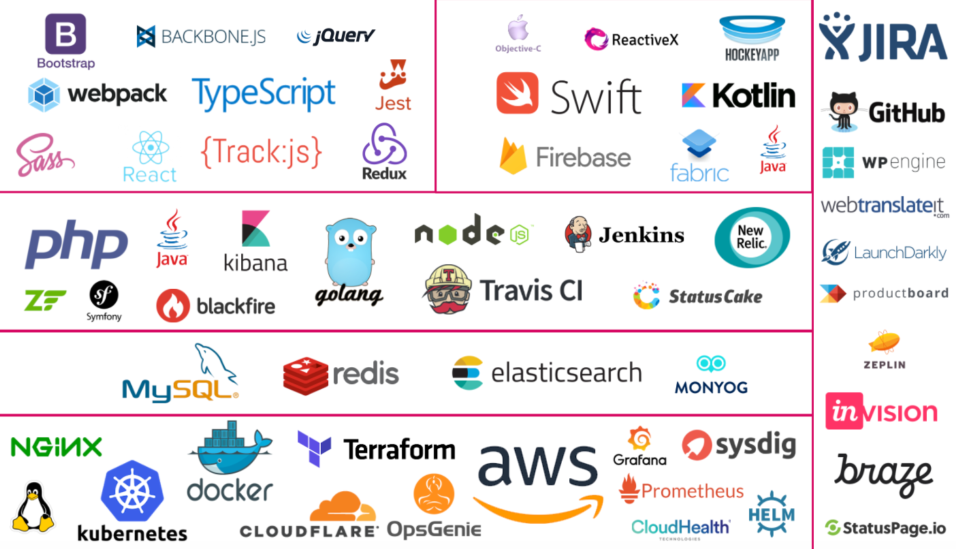 B
Bootstrap
BACKBONE.JS
jQuery
webpack
TypeScript
Jest
Sass
React
{Track:js}
Redux
Objective-C
ReactiveX
HOCKEYAPP
Swift
Kotlin
Firebase
fabric
Java
php
Java
kibana
golang
node
JS
Jenkins
New
Relic.
ZF
sf
Symfony
blackfire
T
Travis CI
StatusCake
MySQL®
redis
elasticsearch
MONYOG
NGINX
kubernetes
docker
Terraform
CLOUDFLARE
OpsGenie
aws
Grafana
sysdig
Prometheus
CloudHealth
TECHNOLOGIES
HELM
JIRA
GitHub
WP engine
webtranslateit
.com
LaunchDarkly
productboard
ZEPLIN
inVISION
braze
StatusPage.io